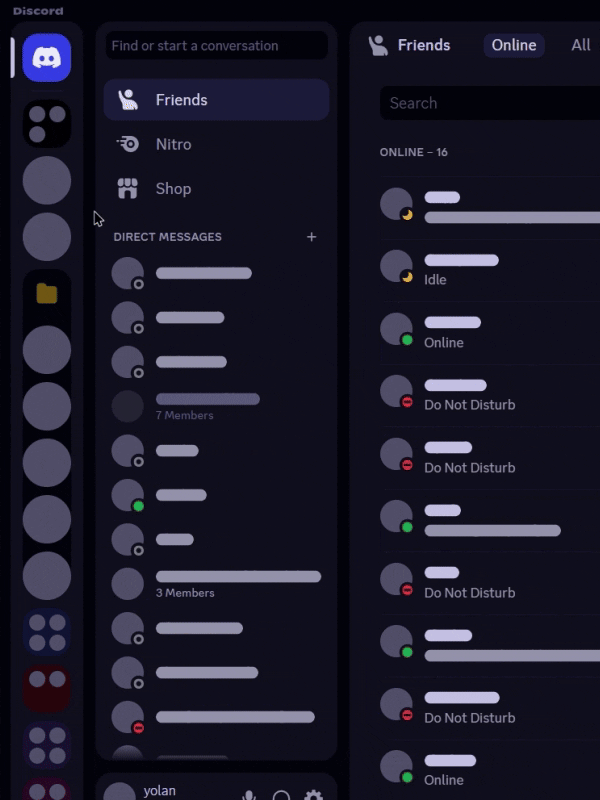 Discord
Find or start a conversation
Friends
Nitro
Shop
DIRECT MESSAGES
7 Members
3 Members
yolan
Friends
Online
All
Search
ONLINE – 16
Idle
Online
Do Not Disturb
Do Not Disturb
Do Not Disturb
Do Not Disturb
Online